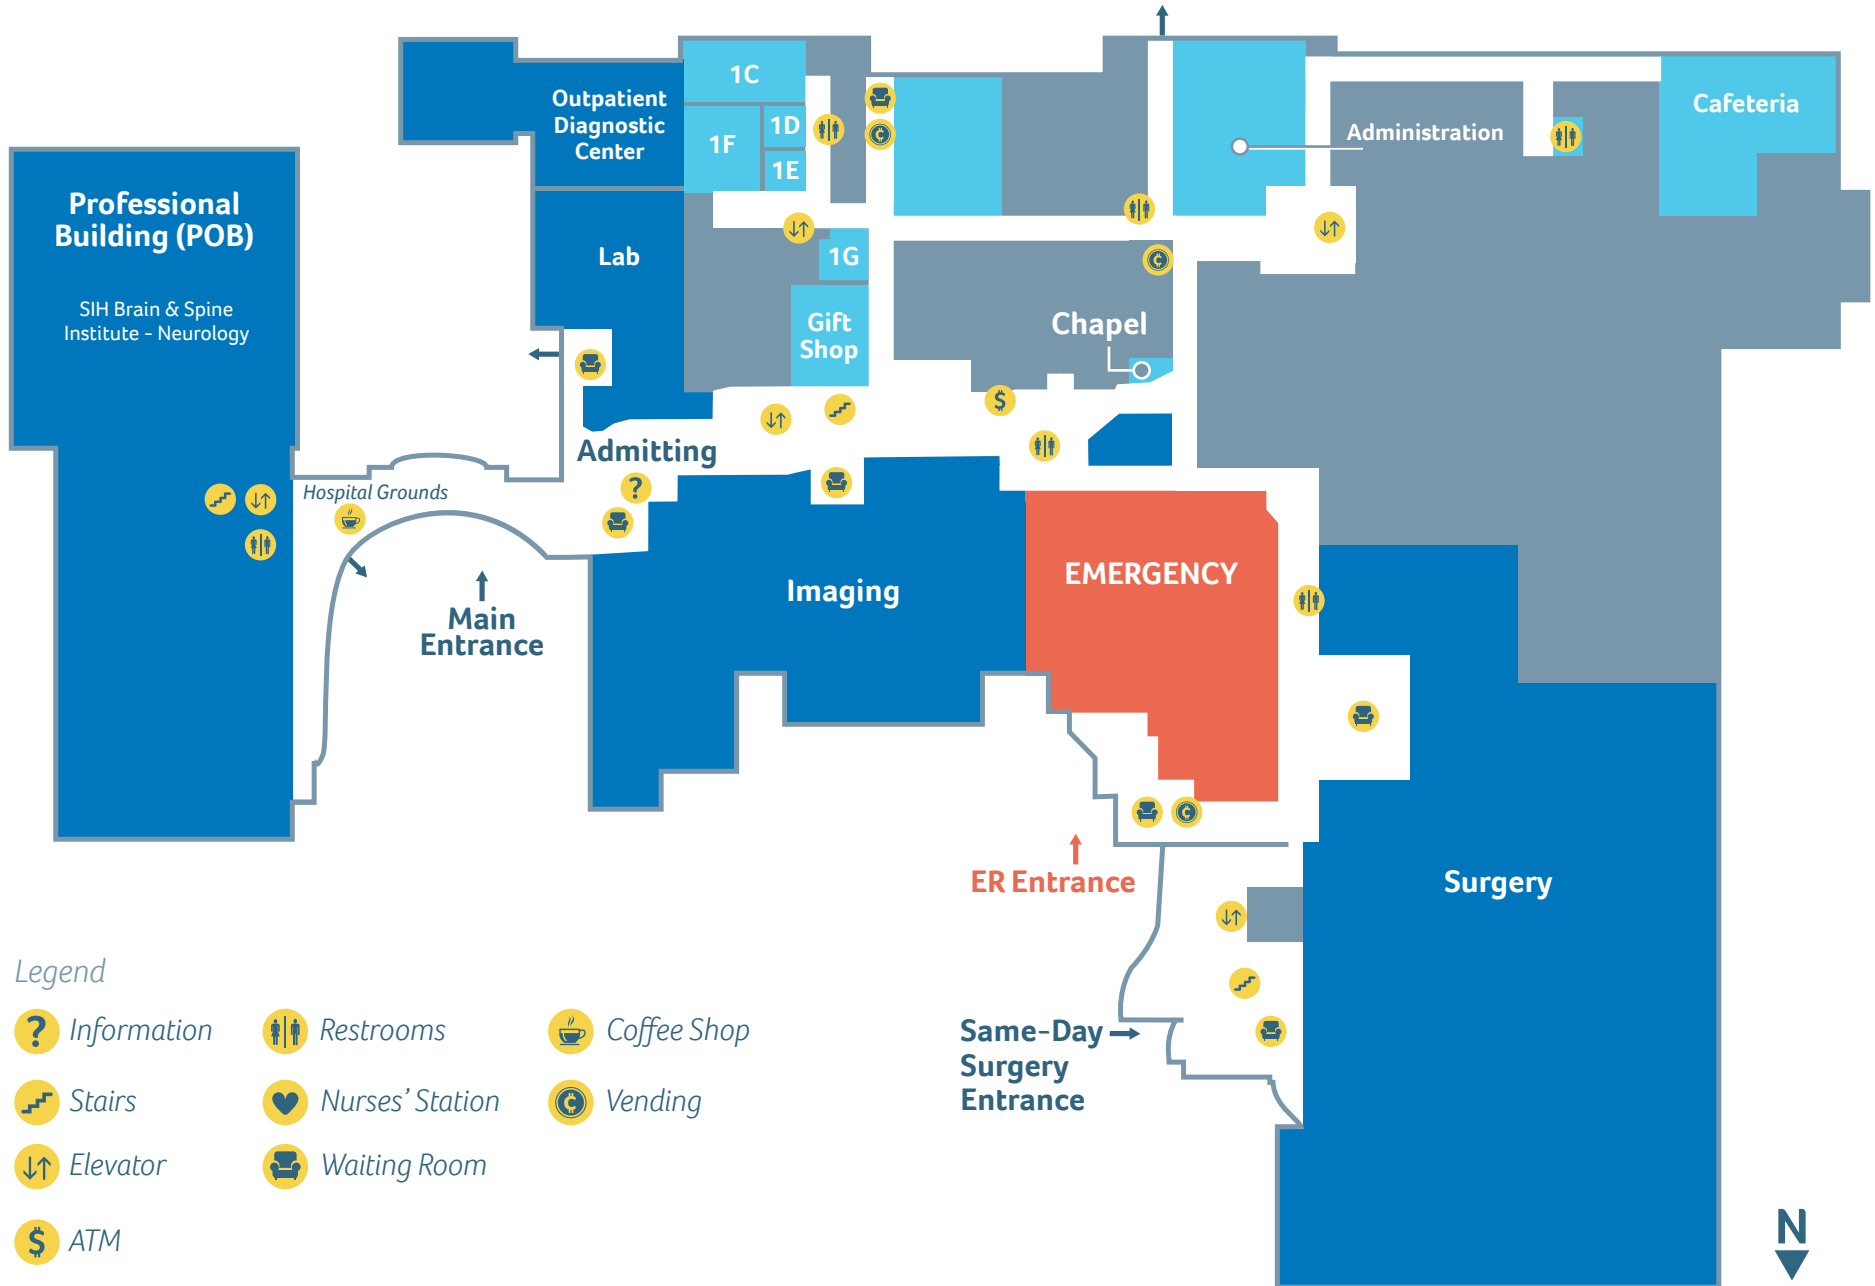 1C
Outpatient
Diagnostic
Center
1D
1F
1E
Administration
Cafeteria
Professional
Building (POB)
SIH Brain & Spine
Institute - Neurology
Lab
1G
Gift
Shop
Chapel
$
Admitting
?
Hospital Grounds
Imaging
EMERGENCY
Main
Entrance
ER Entrance
Surgery
Same-Day
Surgery
Entrance
Legend
? Information
Restrooms
Coffee Shop
Stairs
Nurses' Station
Vending
Elevator
Waiting Room
$ ATM
N